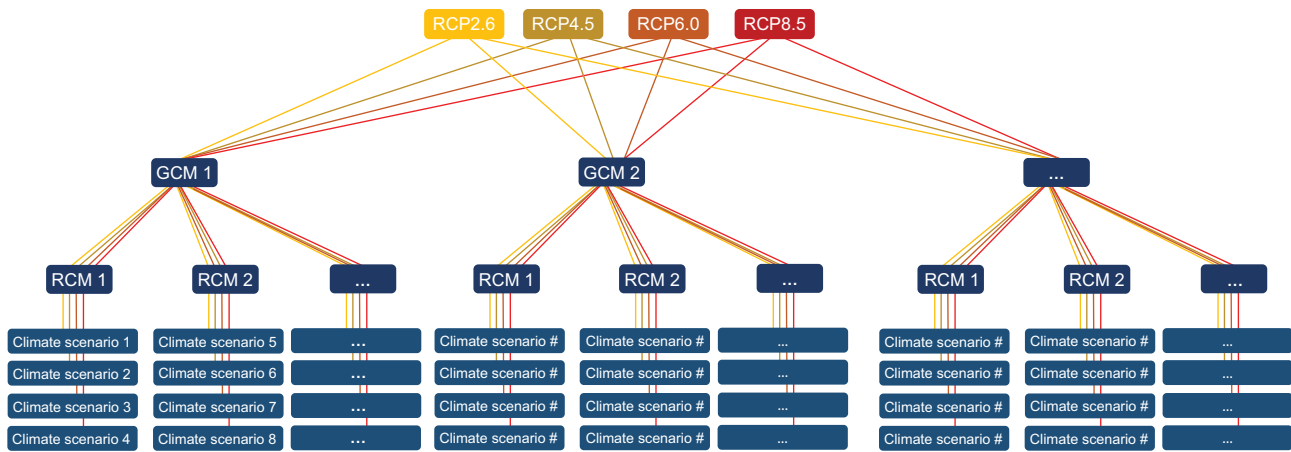 RCP2.6 RCP4.5 RCP6.0 RCP8.5
GCM 1 GCM 2 ...
RCM 1 RCM 2 ... RCM 1 RCM 2 ... RCM 1 RCM 2 ...
Climate scenario 1 Climate scenario 5 ... Climate scenario # Climate scenario # ... Climate scenario # Climate scenario # ...
Climate scenario 2 Climate scenario 6 ... Climate scenario # Climate scenario # ... Climate scenario # Climate scenario # ...
Climate scenario 3 Climate scenario 7 ... Climate scenario # Climate scenario # ... Climate scenario # Climate scenario # ...
Climate scenario 4 Climate scenario 8 ... Climate scenario # Climate scenario # ... Climate scenario # Climate scenario # ...